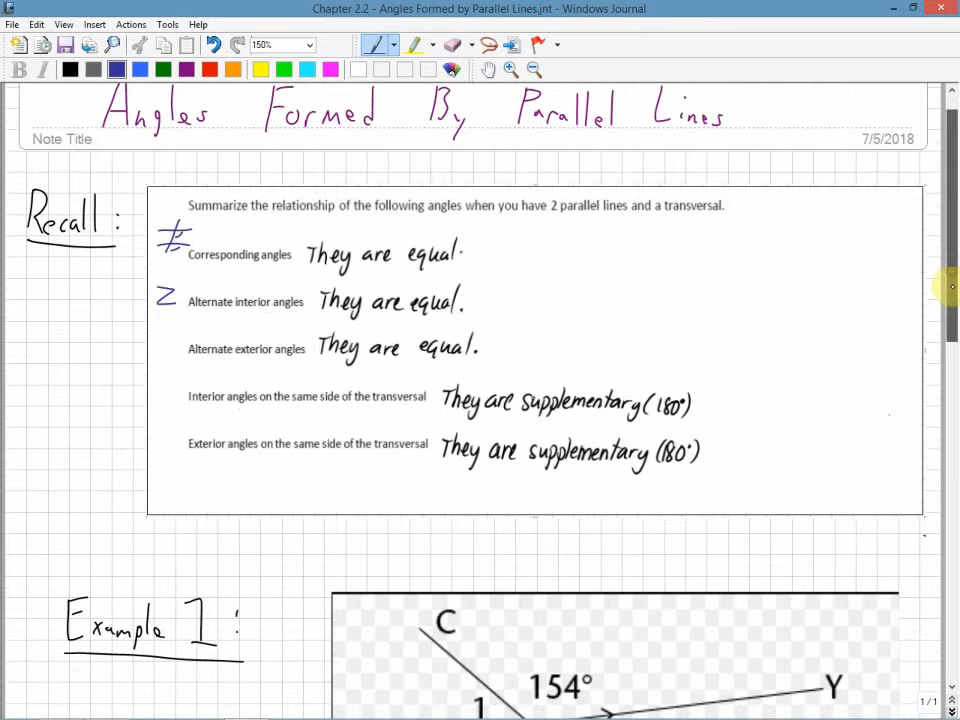 Chapter 2.2 - Angles Formed by Parallel Lines.jnt - Windows Journal
File Edit View Insert Actions Tools Help
150%
B I
Angles Formed By Parallel Lines
Note Title 7/5/2018
Recall:
Summarize the relationship of the following angles when you have 2 parallel lines and a transversal.
Corresponding angles They are equal.
Z Alternate interior angles They are equal.
Alternate exterior angles They are equal.
Interior angles on the same side of the transversal They are supplementary (180°)
Exterior angles on the same side of the transversal They are supplementary (180°)
Example 1:
C
154° Y
1
1 / 1